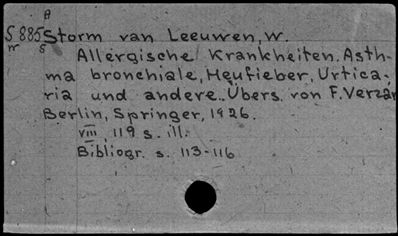 A
S 885 Storm van Leeuwen, W.
w s
Allergische Krankheiten. Asth-
ma bronchiale, Heufieber, Urtica-
ria und andere.. Übers. von F. Verzár
Berlin, Springer, 1926.
VIII, 119 s. ill.
Bibliogr. s. 113-116